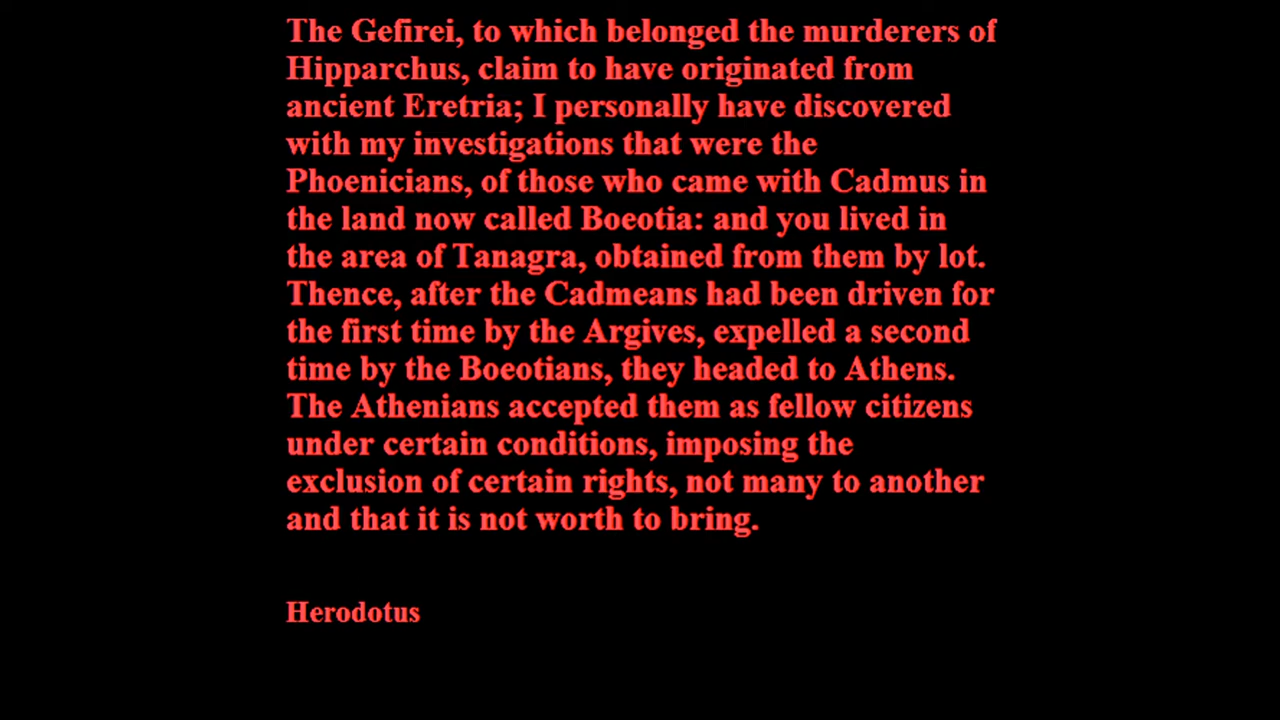 The Gefirei, to which belonged the murderers of
Hipparchus, claim to have originated from
ancient Eretria; I personally have discovered
with my investigations that were the
Phoenicians, of those who came with Cadmus in
the land now called Boeotia: and you lived in
the area of Tanagra, obtained from them by lot.
Thence, after the Cadmeans had been driven for
the first time by the Argives, expelled a second
time by the Boeotians, they headed to Athens.
The Athenians accepted them as fellow citizens
under certain conditions, imposing the
exclusion of certain rights, not many to another
and that it is not worth to bring.
Herodotus